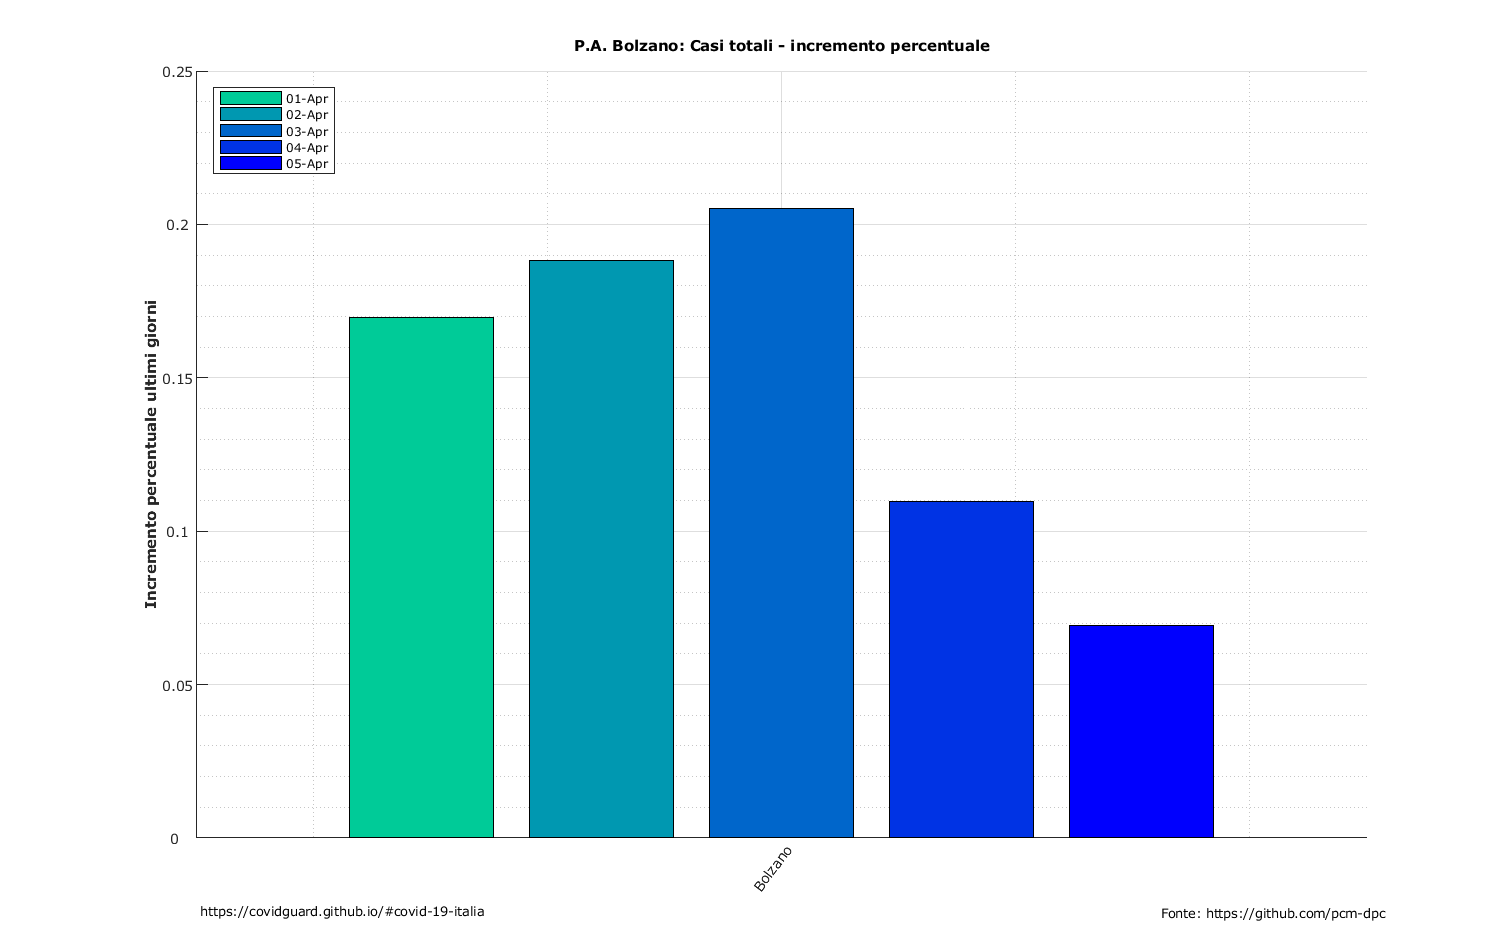 P.A. Bolzano: Casi totali - incremento percentuale
0.25
0.2
0.15
0.1
0.05
0
Incremento percentuale ultimi giorni
01-Apr
02-Apr
03-Apr
04-Apr
05-Apr
Bolzano
https://covidguard.github.io/#covid-19-italia
Fonte: https://github.com/pcm-dpc